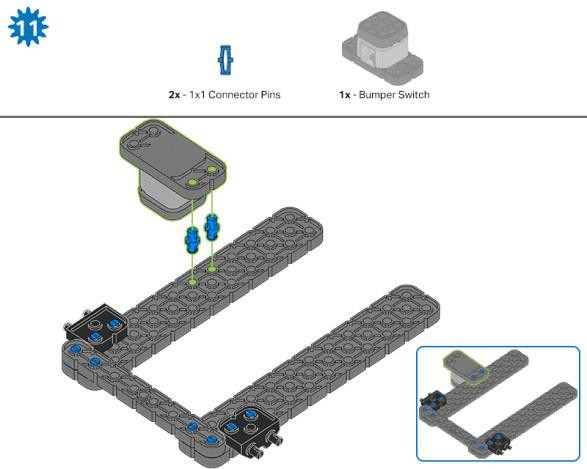 11
2x - 1x1 Connector Pins
1x - Bumper Switch